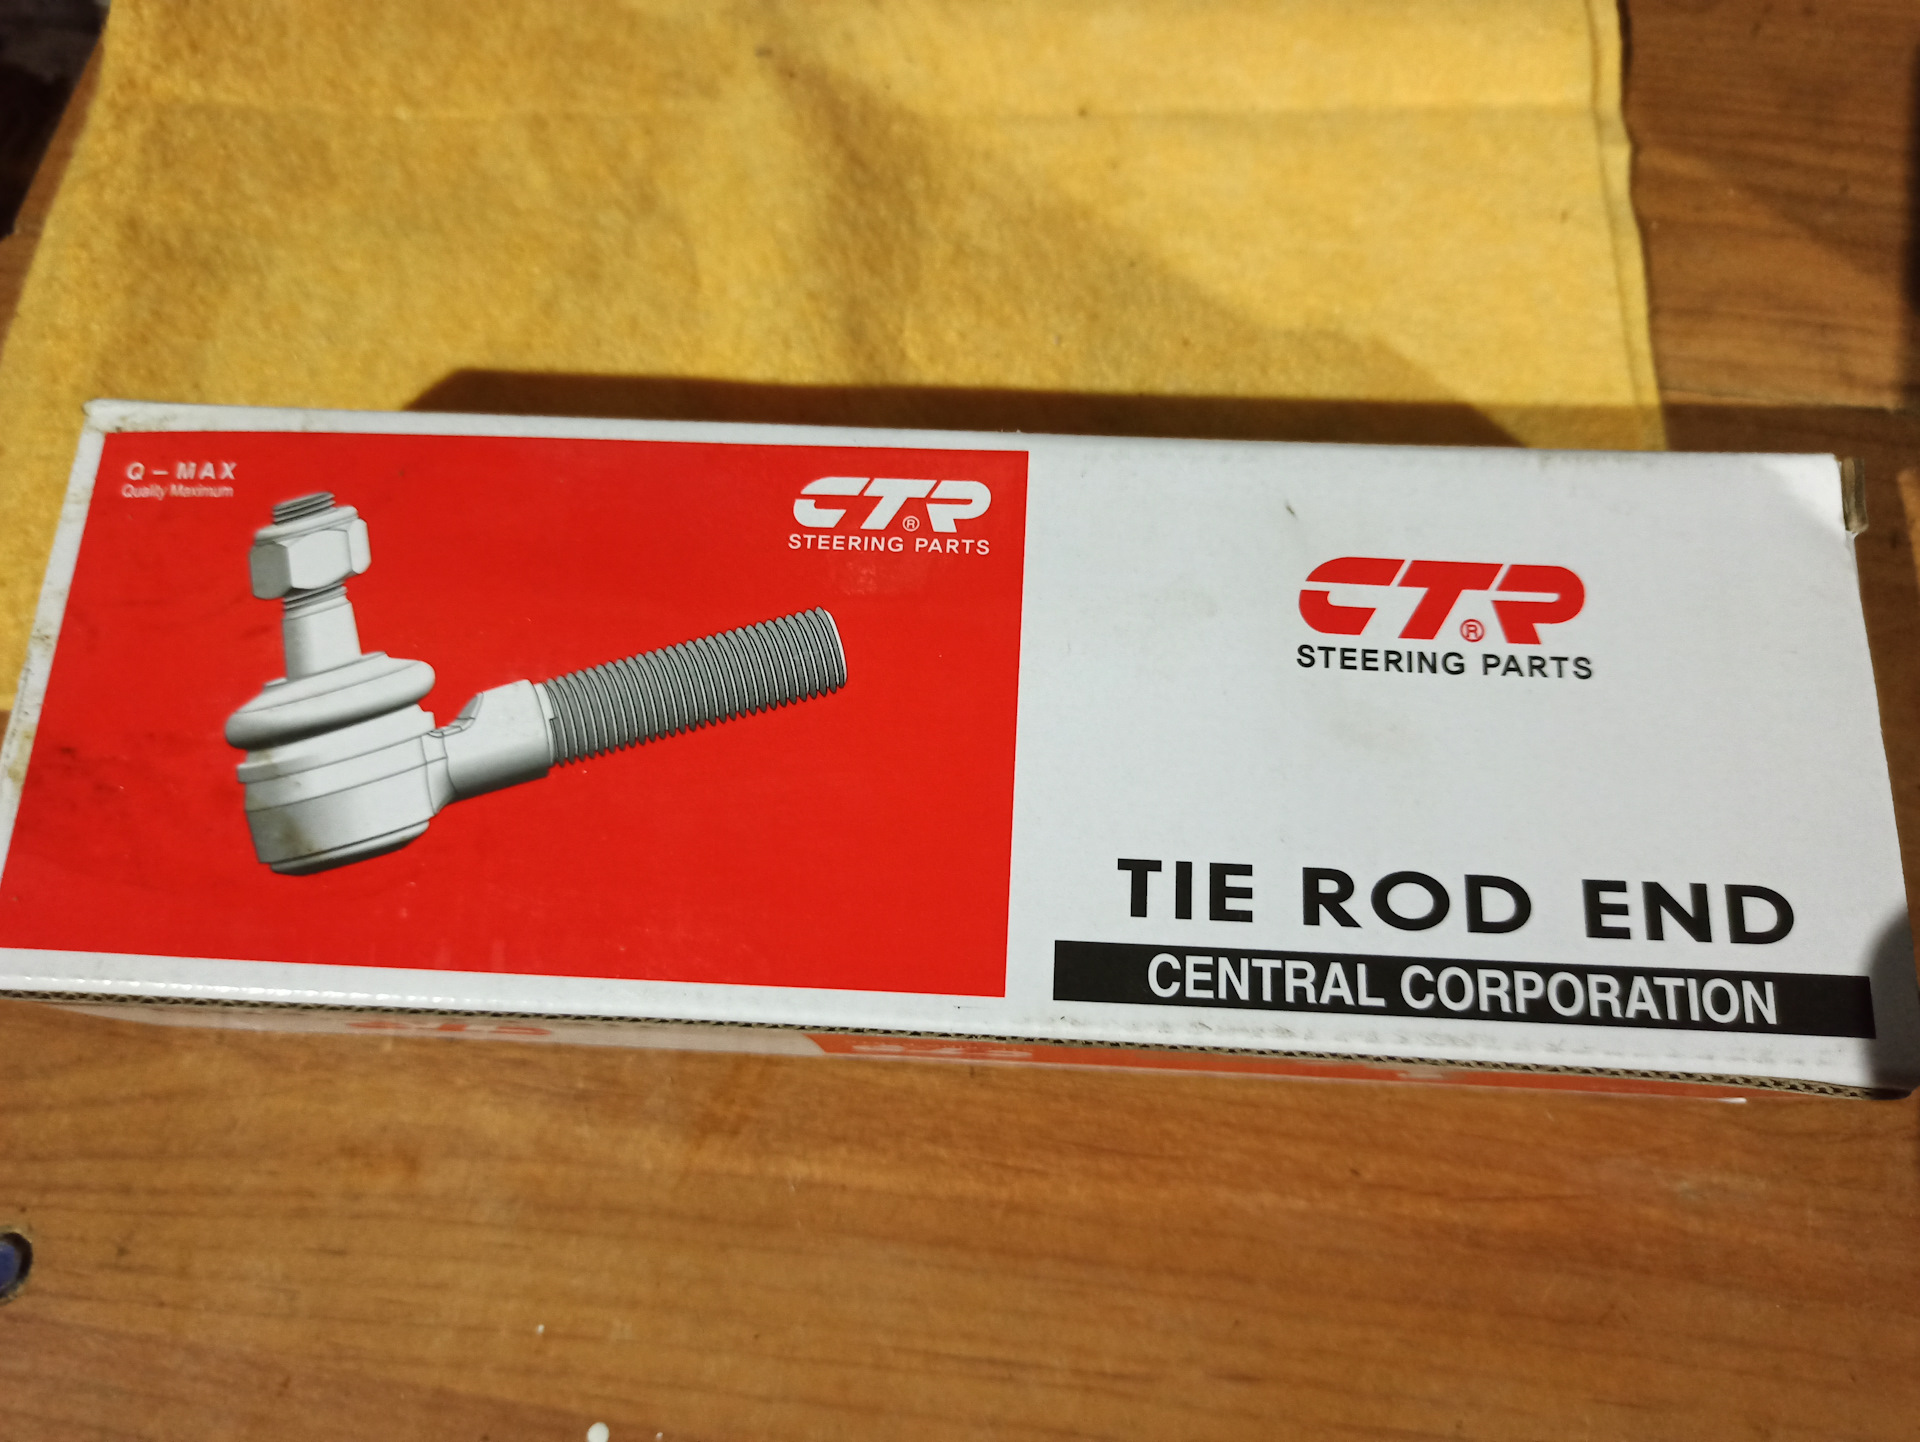 Q – MAX
Quality Maximum
CTR®
STEERING PARTS
CTR®
STEERING PARTS
TIE ROD END
CENTRAL CORPORATION